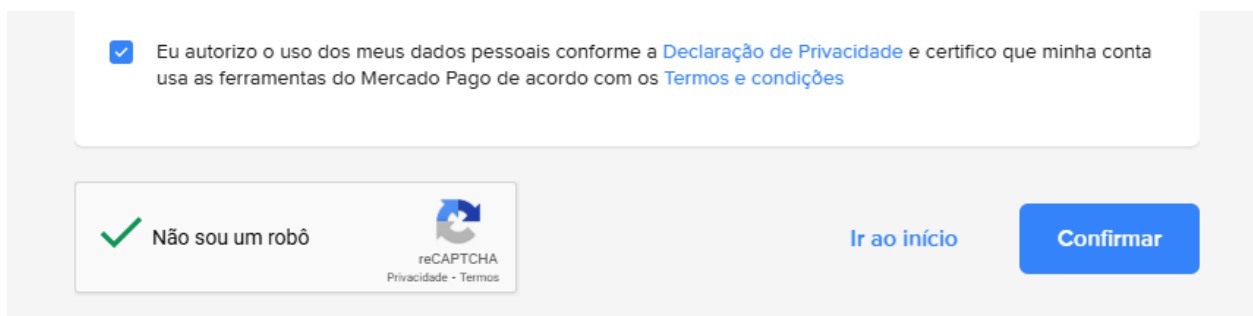 Eu autorizo o uso dos meus dados pessoais conforme a Declaração de Privacidade e certifico que minha conta
usa as ferramentas do Mercado Pago de acordo com os Termos e condições
Não sou um robô
reCAPTCHA
Privacidade - Termos
Ir ao início
Confirmar